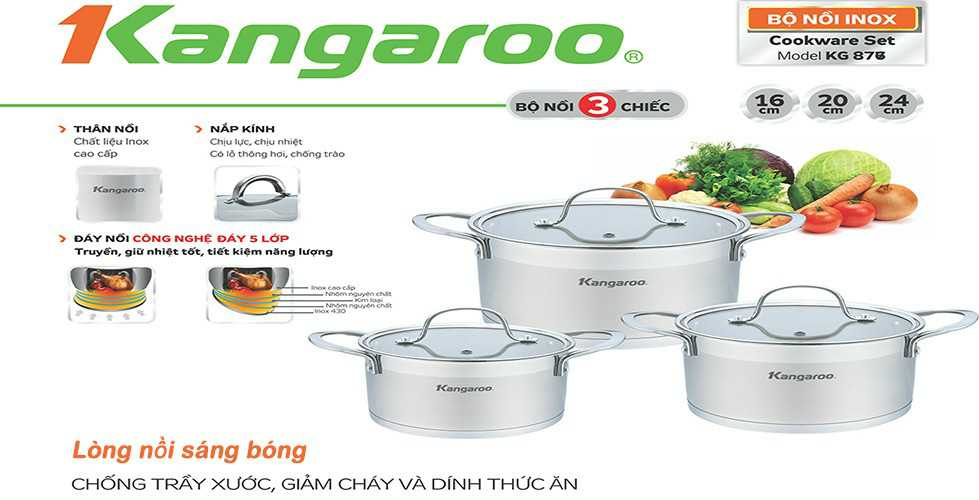 Kangaroo®
BỘ NỒI INOX
Cookware Set
Model KG 876
BỘ NỒI 3 CHIẾC
16 cm
20 cm
24 cm
THÂN NỒI
Chất liệu Inox
cao cấp
NẮP KÍNH
Chịu lực, chịu nhiệt
Có lỗ thông hơi, chống trào
Kangaroo
ĐÁY NỒI CÔNG NGHỆ ĐÁY 5 LỚP
Truyền, giữ nhiệt tốt, tiết kiệm năng lượng
Inox cao cấp
Nhôm nguyên chất
Kim loại
Nhôm nguyên chất
Inox 430
Kangaroo
Kangaroo
Kangaroo
Lòng nồi sáng bóng
CHỐNG TRẦY XƯỚC, GIẢM CHÁY VÀ DÍNH THỨC ĂN